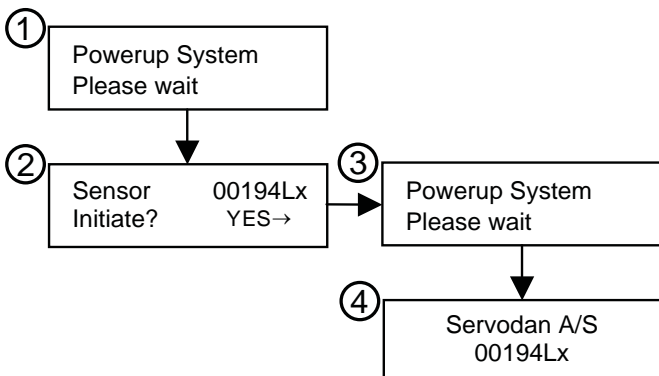 1
Powerup System
Please wait
2
Sensor 00194Lx
Initiate? YES→
3
Powerup System
Please wait
4
Servodan A/S
00194Lx